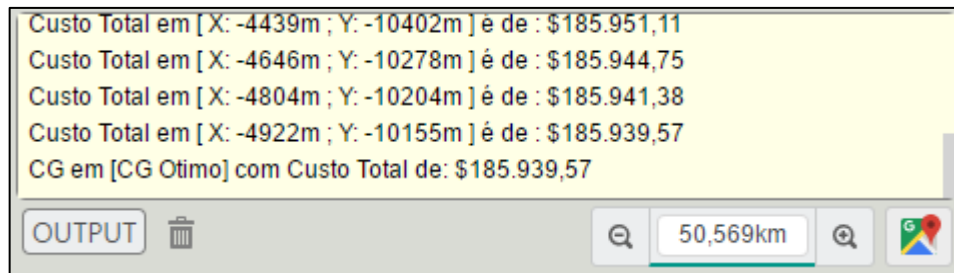 Custo Total em [ X: -4439m ; Y: -10402m ] é de : $185.951,11
Custo Total em [ X: -4646m ; Y: -10278m ] é de : $185.944,75
Custo Total em [ X: -4804m ; Y: -10204m ] é de : $185.941,38
Custo Total em [ X: -4922m ; Y: -10155m ] é de : $185.939,57
CG em [CG Otimo] com Custo Total de: $185.939,57
OUTPUT 50,569km G